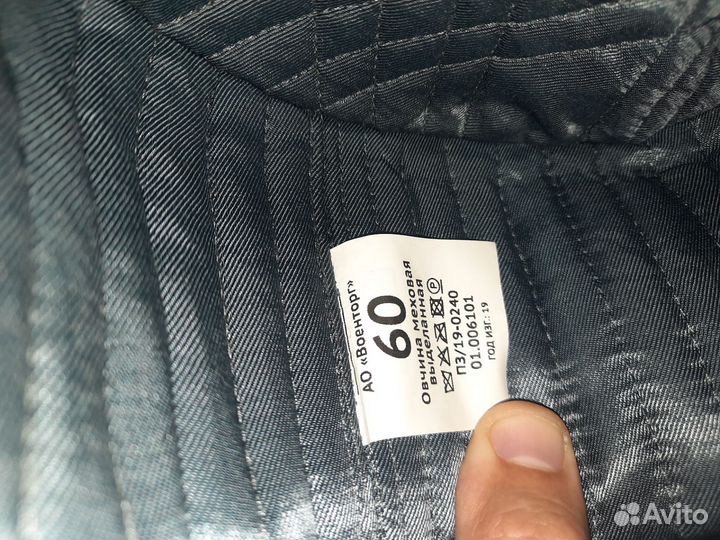 АО «Военторг»
60
Овчина меховая
выделанная
ПЗ/19-0240
01.006101
год изг.: 19
Avito